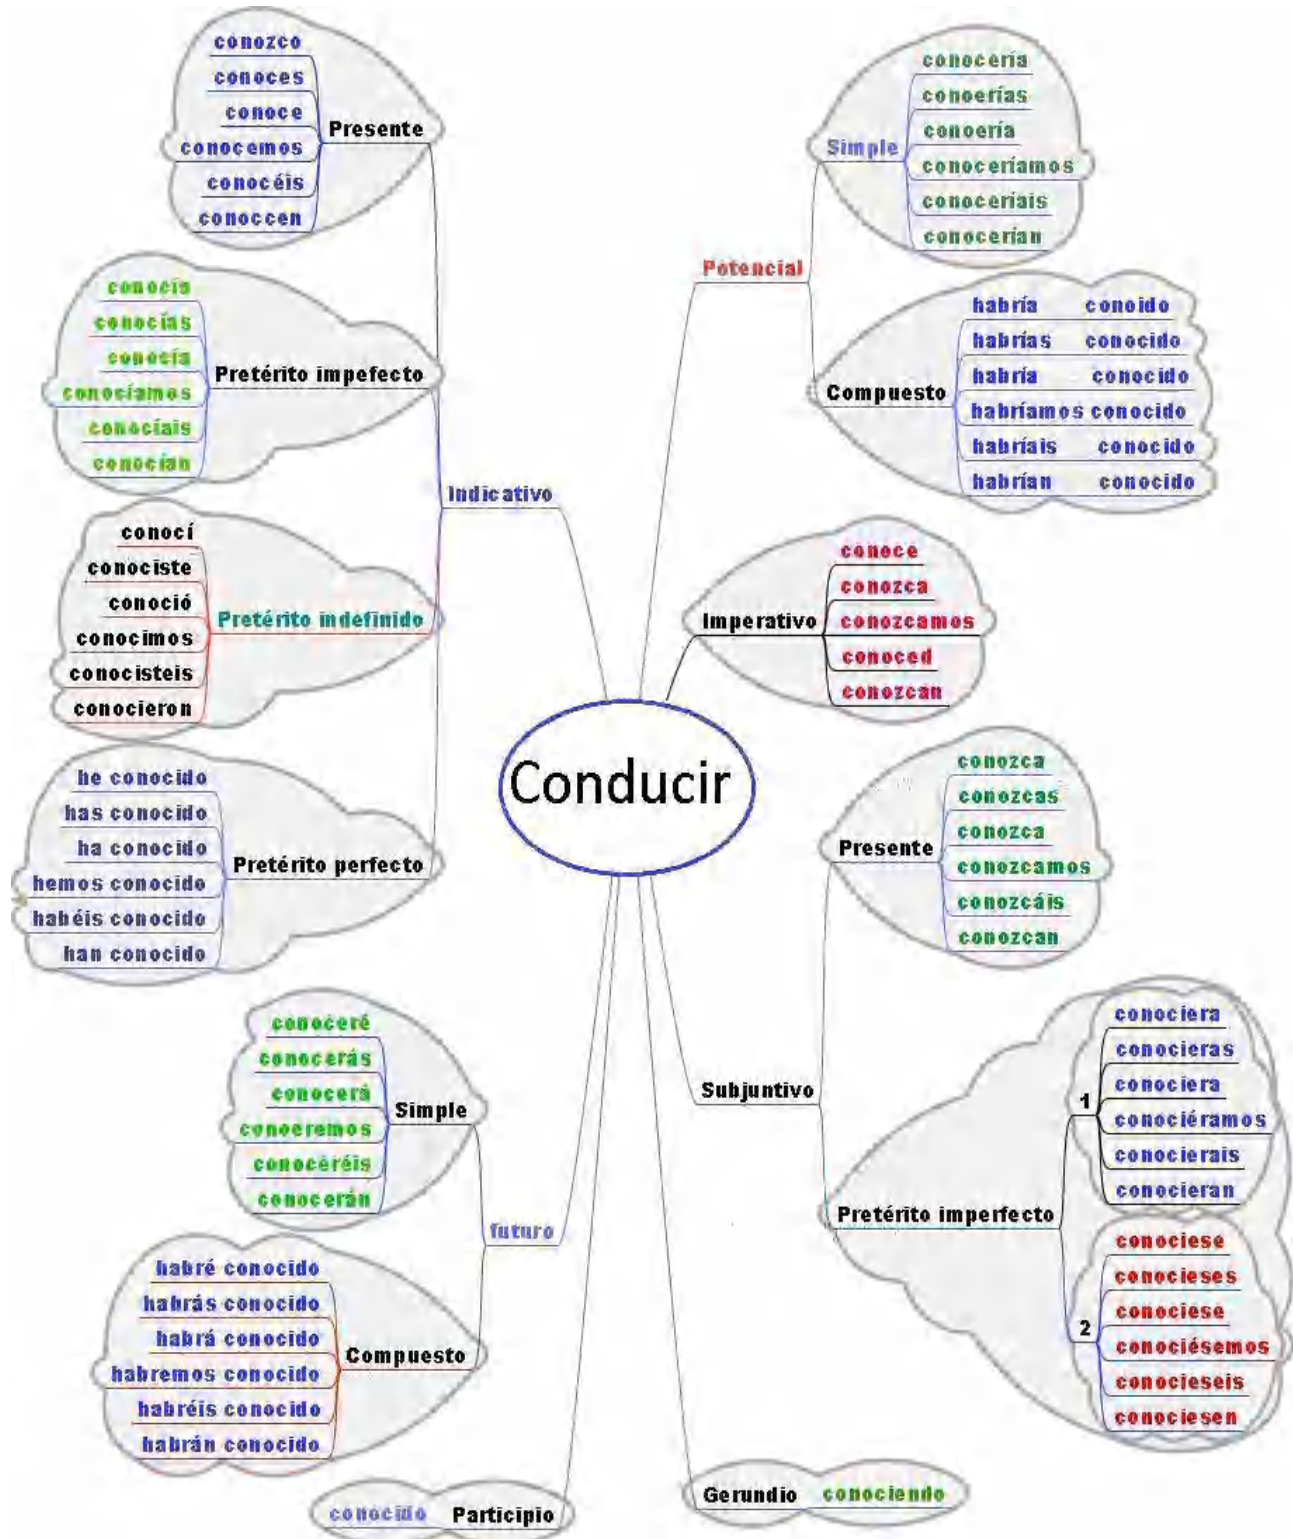 Conducir
Indicativo
Presente
conozco
conoces
conoce
conocemos
conocéis
conoccen
Pretérito impefecto
conocís
conocías
conocía
conocíamos
conocíais
conocían
Pretérito indefinido
conocí
conociste
conoció
conocimos
conocisteis
conocieron
Pretérito perfecto
he conocido
has conocido
ha conocido
hemos conocido
habéis conocido
han conocido
futuro
Simple
conoceré
conocerás
conocerá
conoeremos
conoceréis
conocerán
Compuesto
habré conocido
habrás conocido
habrá conocido
habremos conocido
habréis conocido
habrán conocido
Participio
conocido
Potencial
Simple
conocería
conoerías
conoería
conoceríamos
conoceríais
conocerían
Compuesto
habría conoido
habrías conocido
habría conocido
habríamos conocido
habríais conocido
habrían conocido
Imperativo
conoce
conozca
conozcamos
conoced
conozcan
Subjuntivo
Presente
conozca
conozcas
conozca
conozcamos
conozcáis
conozcan
Pretérito imperfecto
1
conociera
conocieras
conociera
conociéramos
conocierais
conocieran
2
conociese
conocieses
conociese
conociésemos
conocieseis
conociesen
Gerundio
conociendo